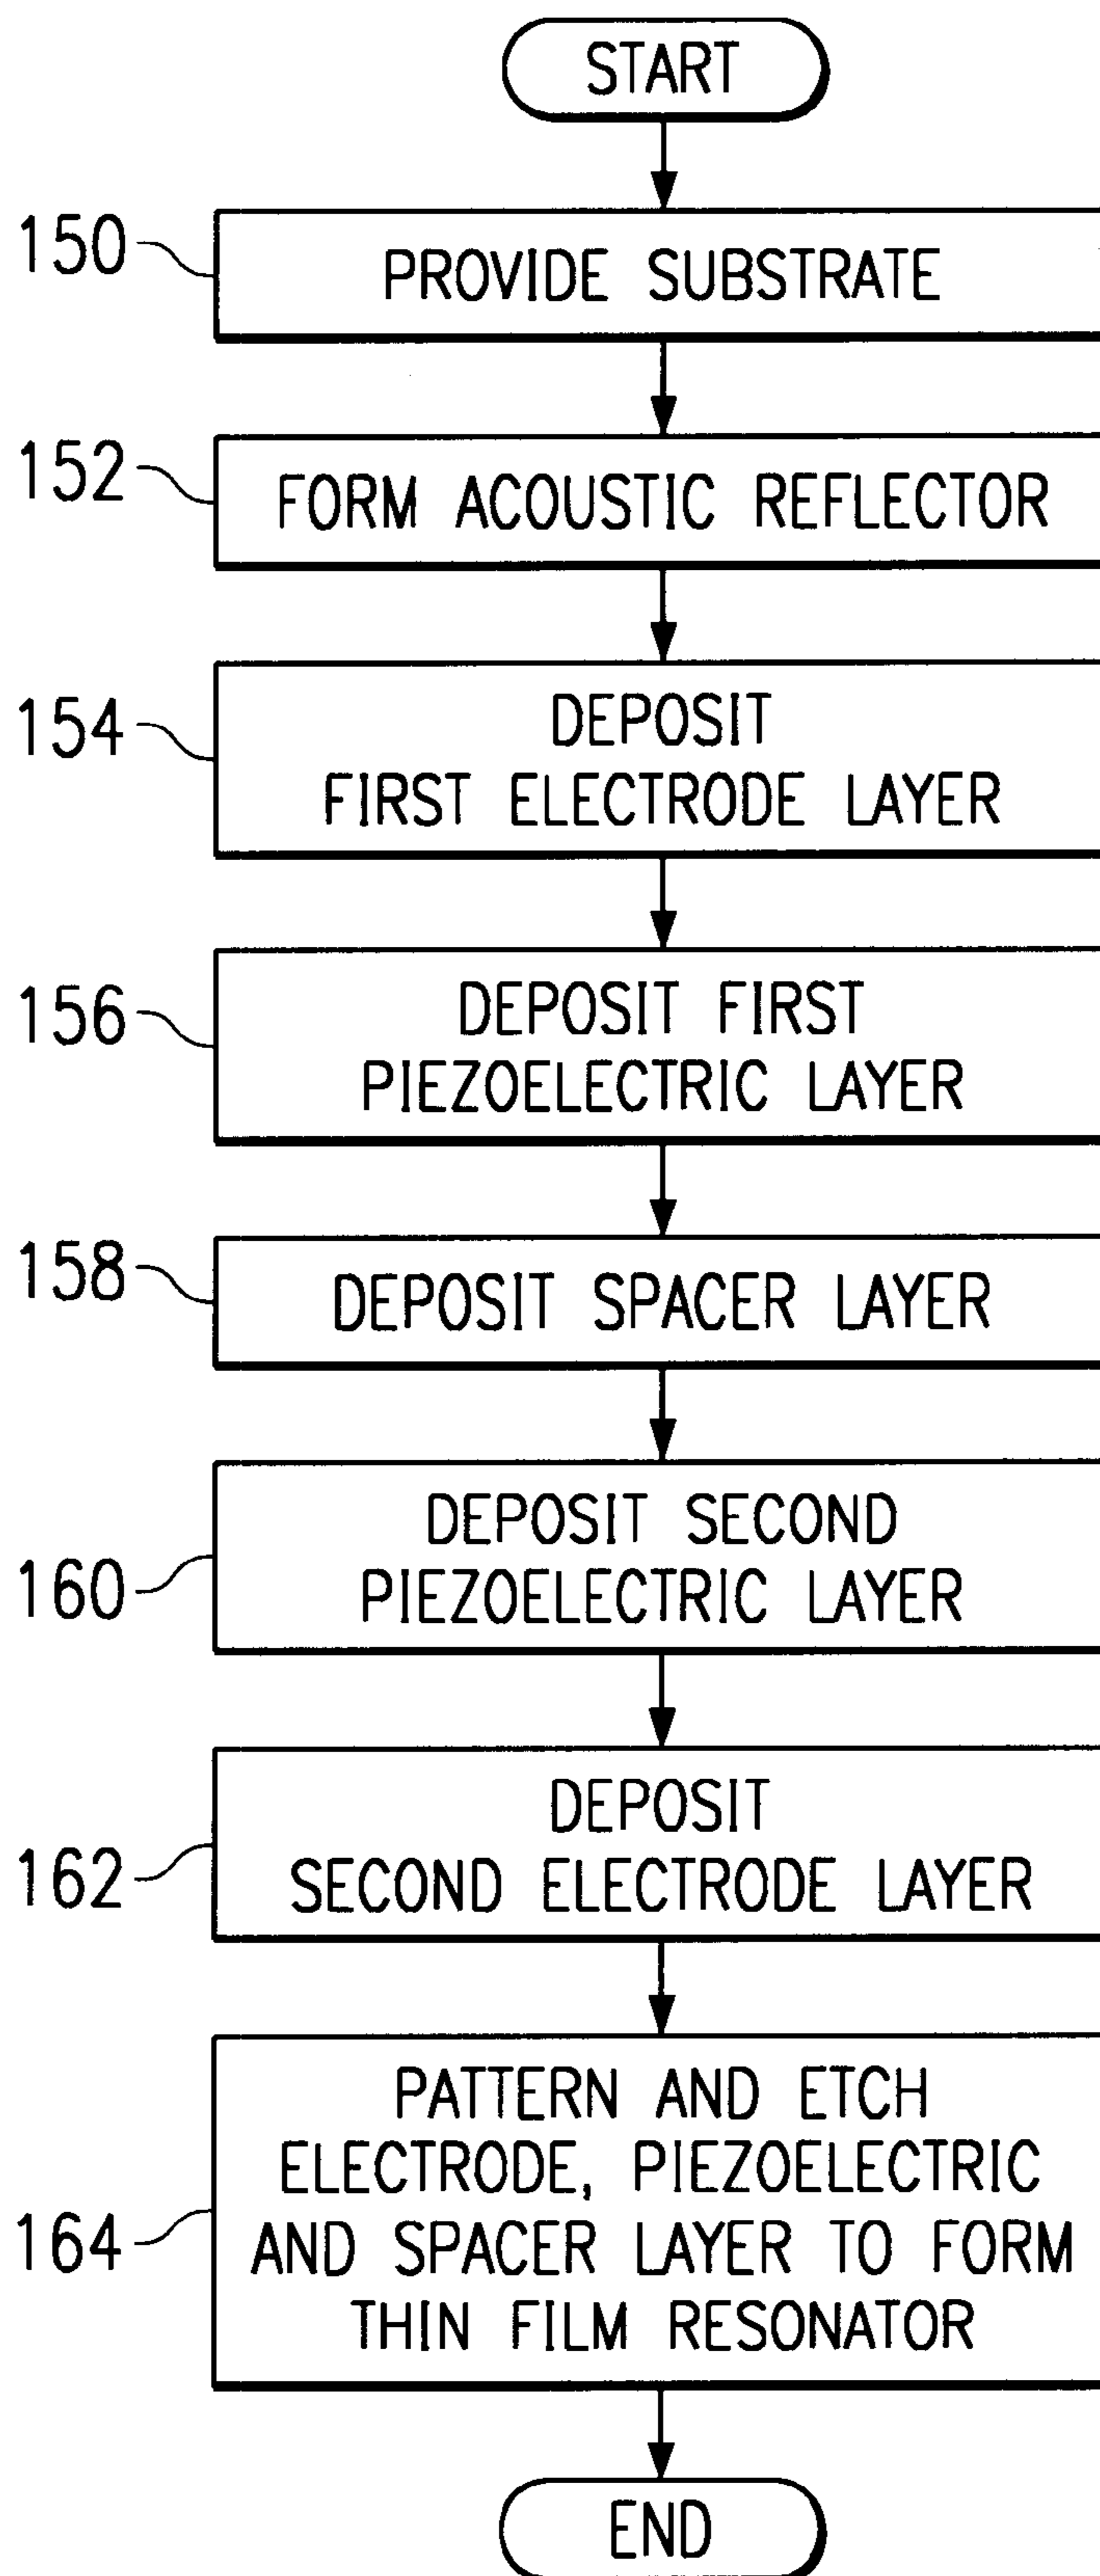 START
150
PROVIDE SUBSTRATE
152
FORM ACOUSTIC REFLECTOR
154
DEPOSIT
FIRST ELECTRODE LAYER
156
DEPOSIT FIRST
PIEZOELECTRIC LAYER
158
DEPOSIT SPACER LAYER
160
DEPOSIT SECOND
PIEZOELECTRIC LAYER
162
DEPOSIT
SECOND ELECTRODE LAYER
164
PATTERN AND ETCH
ELECTRODE, PIEZOELECTRIC
AND SPACER LAYER TO FORM
THIN FILM RESONATOR
END